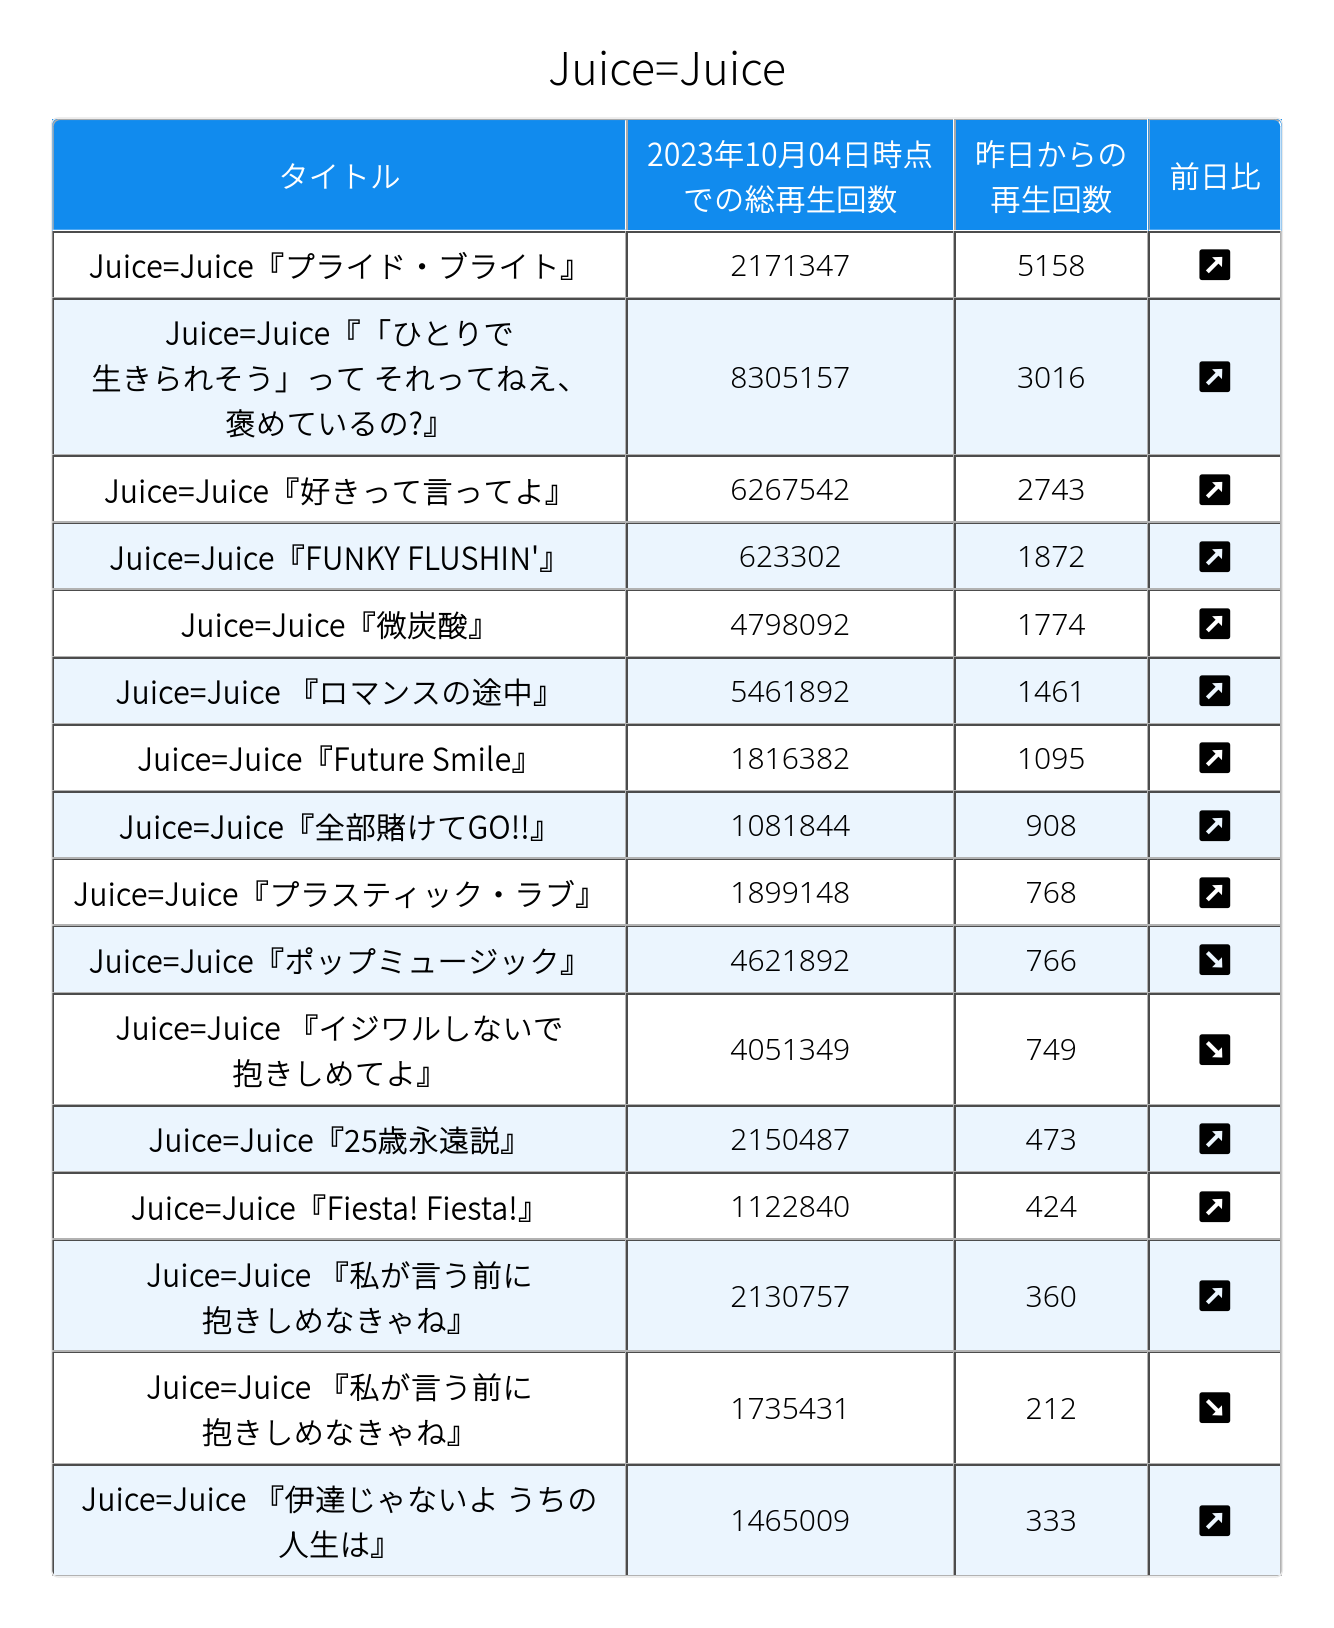 Juice=Juice
タイトル
2023年10月04日時点
での総再生回数
昨日からの
再生回数
前日比
Juice=Juice『プライド・ブライト』 2171347 5158
Juice=Juice『「ひとりで
生きられそう」って それってねえ、
褒めているの?』
8305157 3016
Juice=Juice『好きって言ってよ』 6267542 2743
Juice=Juice『FUNKY FLUSHIN'』 623302 1872
Juice=Juice『微炭酸』 4798092 1774
Juice=Juice 『ロマンスの途中』 5461892 1461
Juice=Juice『Future Smile』 1816382 1095
Juice=Juice『全部賭けてGO!!』 1081844 908
Juice=Juice『プラスティック・ラブ』 1899148 768
Juice=Juice『ポップミュージック』 4621892 766
Juice=Juice 『イジワルしないで
抱きしめてよ』
4051349 749
Juice=Juice『25歳永遠説』 2150487 473
Juice=Juice『Fiesta! Fiesta!』 1122840 424
Juice=Juice 『私が言う前に
抱きしめなきゃね』
2130757 360
Juice=Juice 『私が言う前に
抱きしめなきゃね』
1735431 212
Juice=Juice 『伊達じゃないよ うちの
人生は』
1465009 333